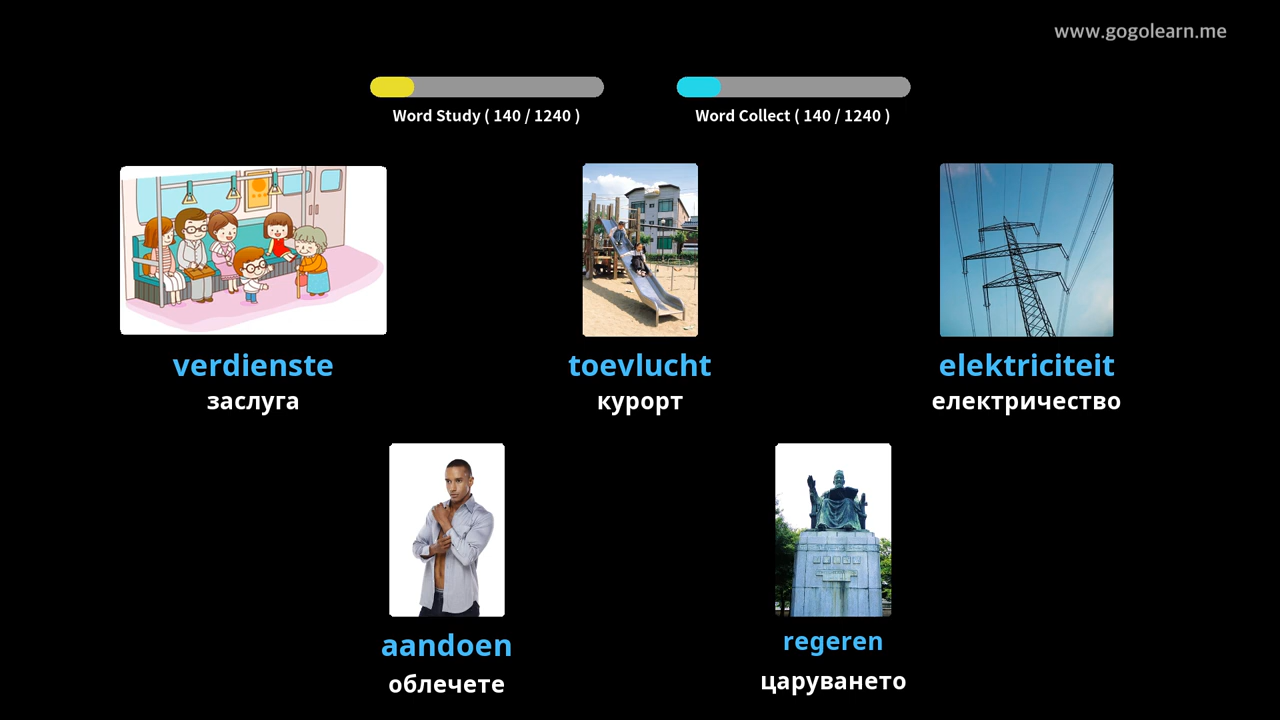 www.gogolearn.me
Word Study ( 140 / 1240 )
Word Collect ( 140 / 1240 )
verdienste
toevlucht
elektriciteit
заслуга
курорт
електричество
aandoen
regeren
облечете
царуването